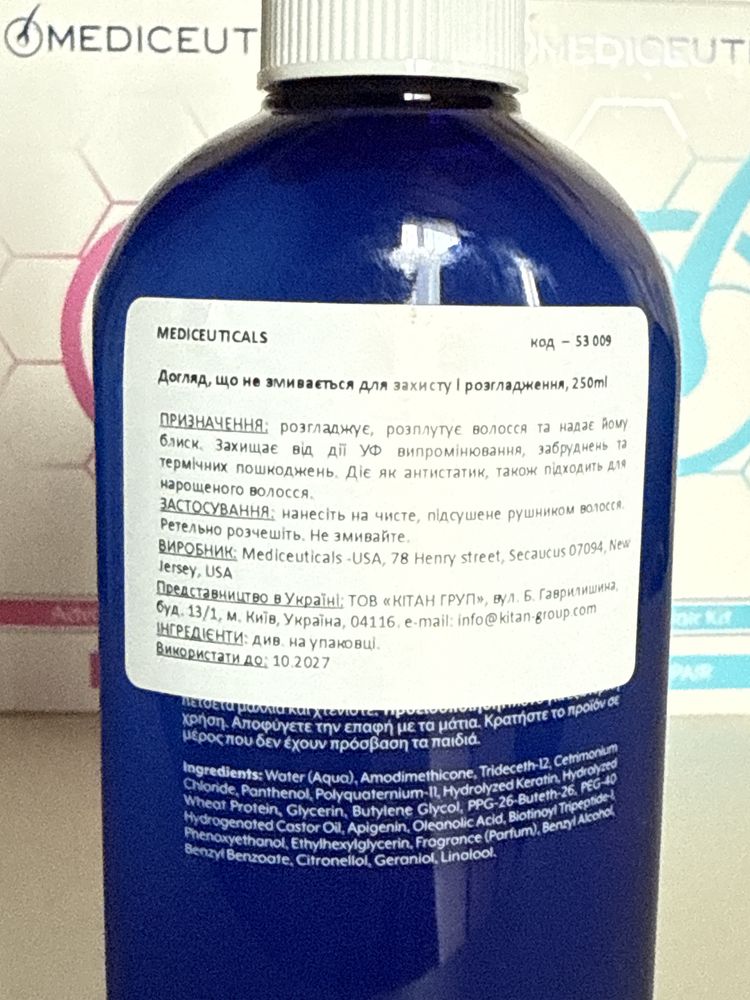 MEDICEUT
MEDICEUTI
MEDICEUTICALS
код – 53 009
Догляд, що не змивається для захисту і розгладження, 250ml
ПРИЗНАЧЕННЯ: розгладжує, розплутує волосся та надає йому
блиск. Захищає від дії УФ випромінювання, забруднень та
термічних пошкоджень. Діє як антистатик, також підходить для
нарощеного волосся.
ЗАСТОСУВАННЯ: нанесіть на чисте, підсушене рушником волосся.
Ретельно розчешіть. Не змивайте.
ВИРОБНИК: Mediceuticals -USA, 78 Henry street, Secaucus 07094, New
Jersey, USA
Представництво в Україні: ТОВ «КІТАН ГРУП», вул. Б. Гаврилишина,
буд. 13/1, м. Київ, Україна, 04116. e-mail: info@kitan-group.com
ІНГРЕДІЄНТИ: див. на упаковці.
Використати до: 10.2027
χρήση. Αποφύγετε την επαφή με τα μάτια. Κρατήστε το προϊόν σε
μέρος που δεν έχουν πρόσβαση τα παιδιά.
Ingredients: Water (Aqua), Amodimethicone, Trideceth-12, Cetrimonium
Chloride, Panthenol, Polyquaternium-11, Hydrolyzed Keratin, Hydrolyzed
Wheat Protein, Glycerin, Butylene Glycol, PPG-26-Buteth-26, PEG-40
Hydrogenated Castor Oil, Apigenin, Oleanolic Acid, Biotinoyl Tripeptide-1,
Phenoxyethanol, Ethylhexylglycerin, Fragrance (Parfum), Benzyl Alcohol,
Benzyl Benzoate, Citronellol, Geraniol, Linalool.